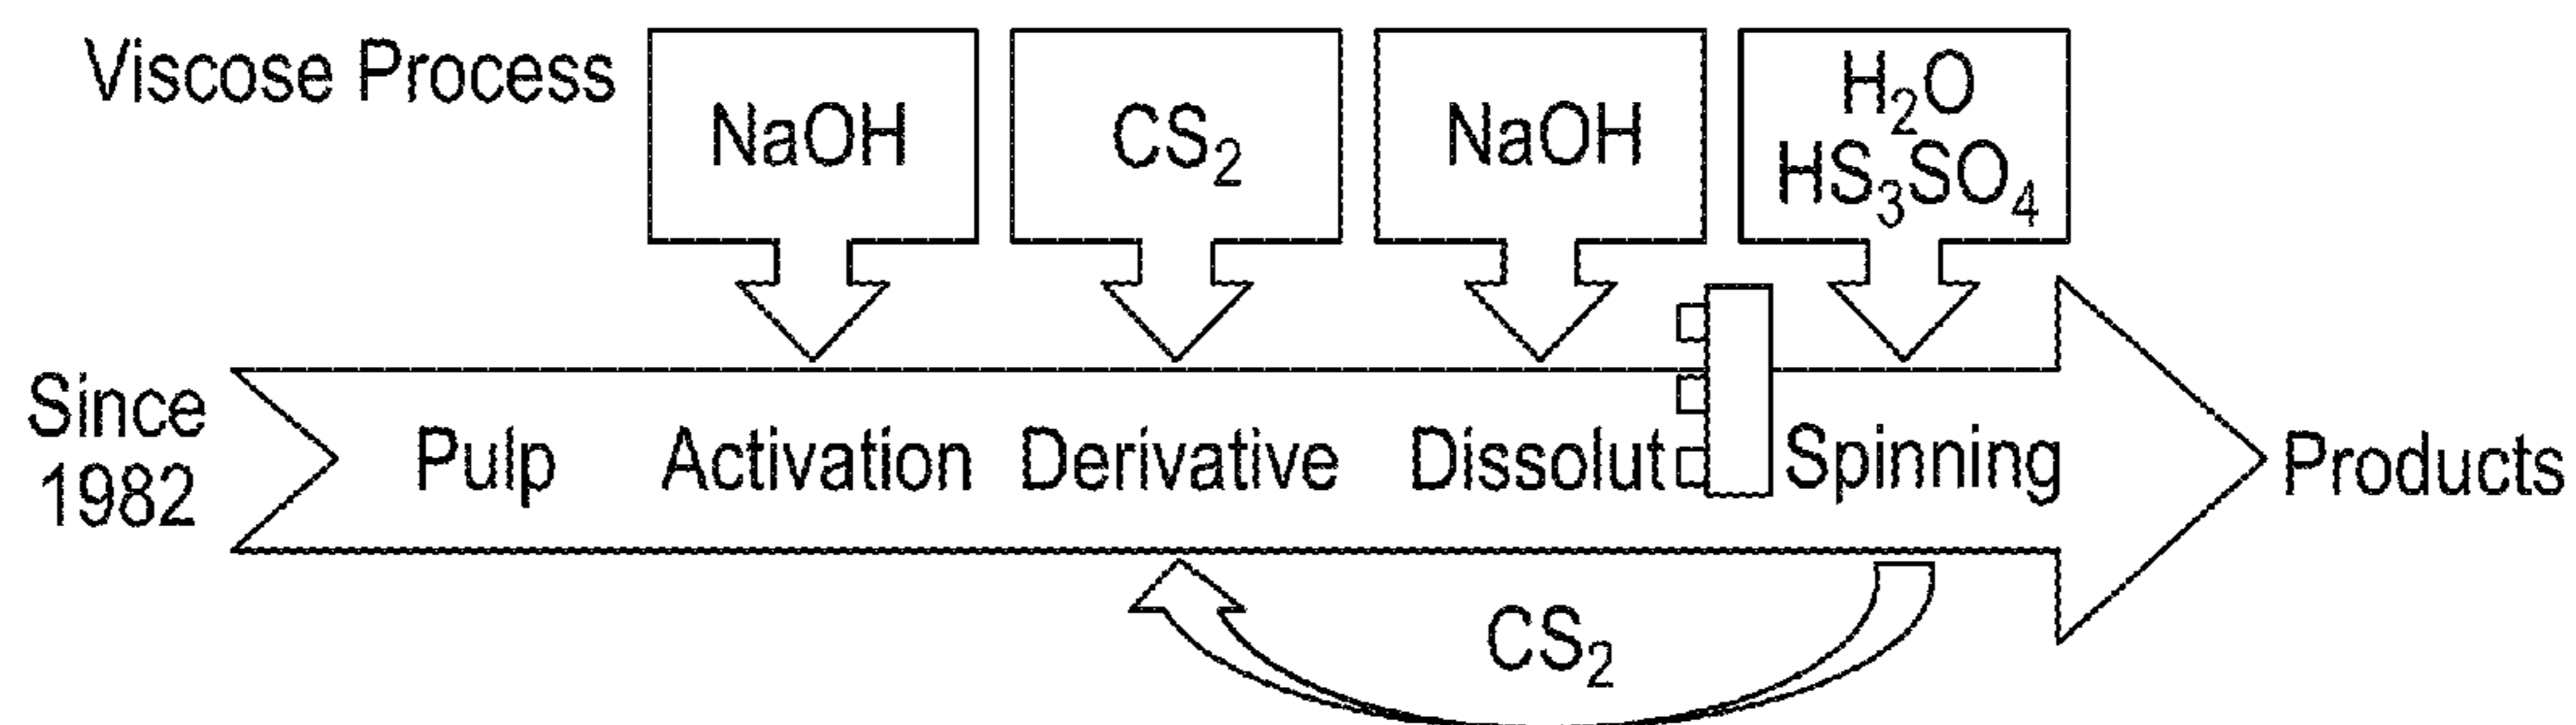 Viscose Process
NaOH
CS₂
NaOH
H₂O
HS₃SO₄
Since
1982
Pulp
Activation
Derivative
Dissolut
Spinning
Products
CS₂